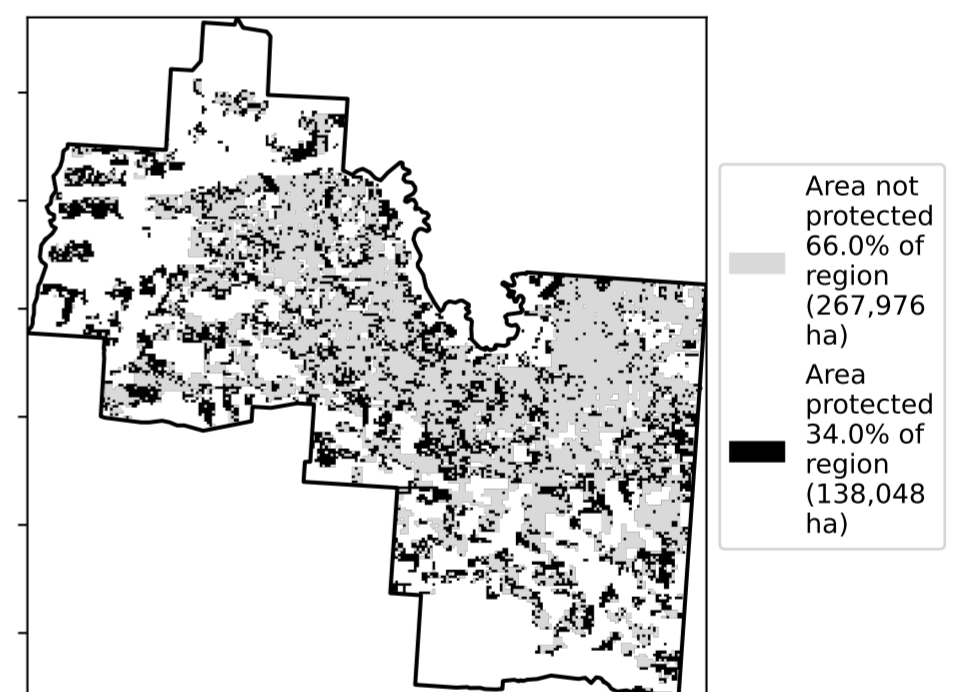 Area not
protected
66.0% of
region
(267,976
ha)
Area
protected
34.0% of
region
(138,048
ha)